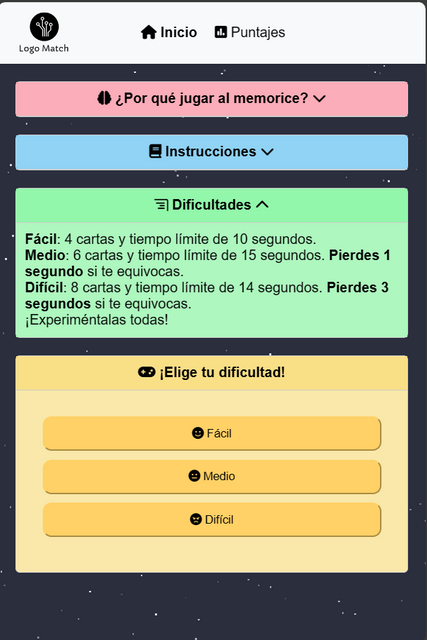 Logo Match
Inicio
Puntajes
¿Por qué jugar al memorice?
Instrucciones
Dificultades
Fácil: 4 cartas y tiempo límite de 10 segundos.
Medio: 6 cartas y tiempo límite de 15 segundos. Pierdes 1
segundo si te equivocas.
Difícil: 8 cartas y tiempo límite de 14 segundos. Pierdes 3
segundos si te equivocas.
¡Experiméntalas todas!
¡Elige tu dificultad!
Fácil
Medio
Difícil